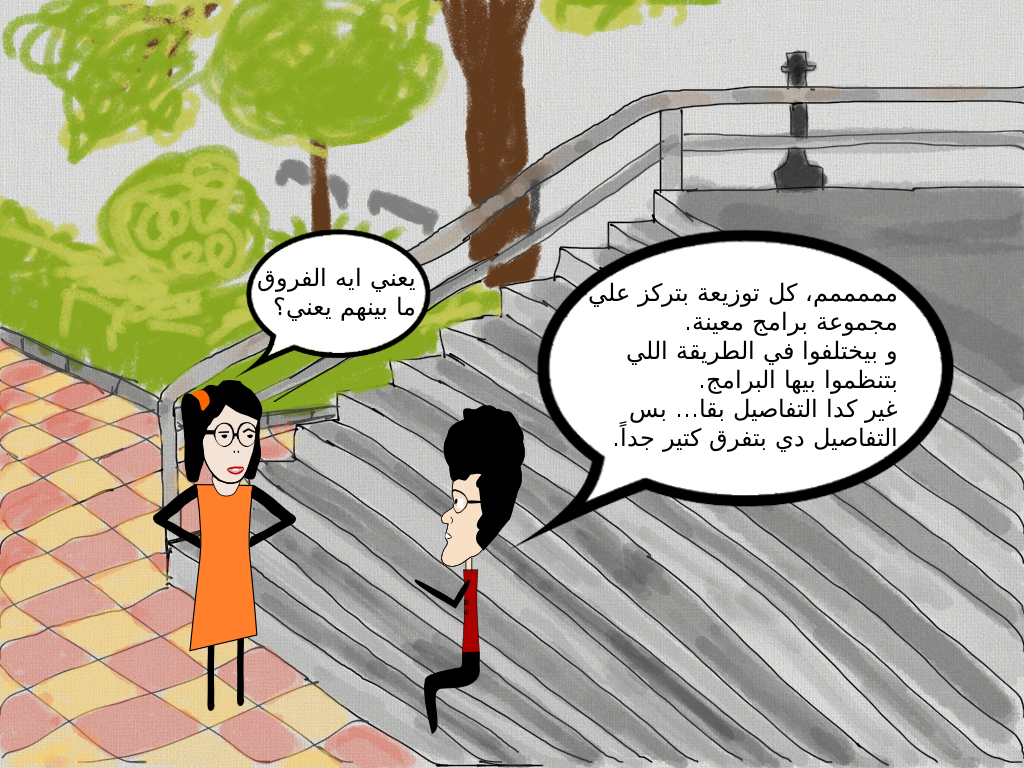 يعني ايه الفروق
ما بينهم يعني؟
مممممم، كل توزيعة بتركز علي
مجموعة برامج معينة.
و بيختلفوا في الطريقة اللي
بتنظموا بيها البرامج.
غير كدا التفاصيل بقا... بس
التفاصيل دي بتفرق كتير جداً.